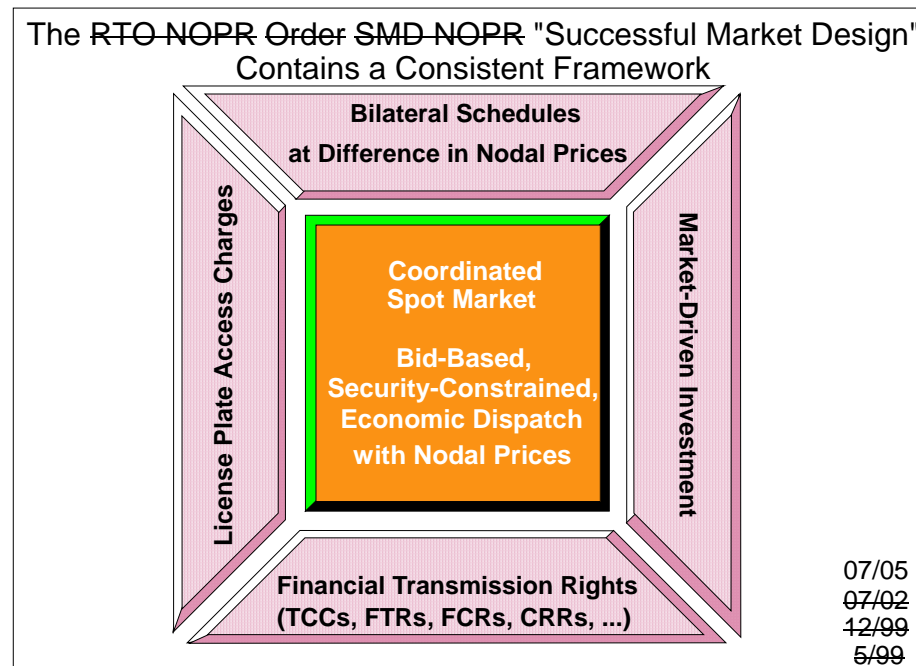 The RTO NOPR Order SMD NOPR "Successful Market Design"
Contains a Consistent Framework
Bilateral Schedules
at Difference in Nodal Prices
License Plate Access Charges
Coordinated
Spot Market
Bid-Based,
Security-Constrained,
Economic Dispatch
with Nodal Prices
Market-Driven Investment
Financial Transmission Rights
(TCCs, FTRs, FCRs, CRRs, ...)
07/05
07/02
12/99
5/99